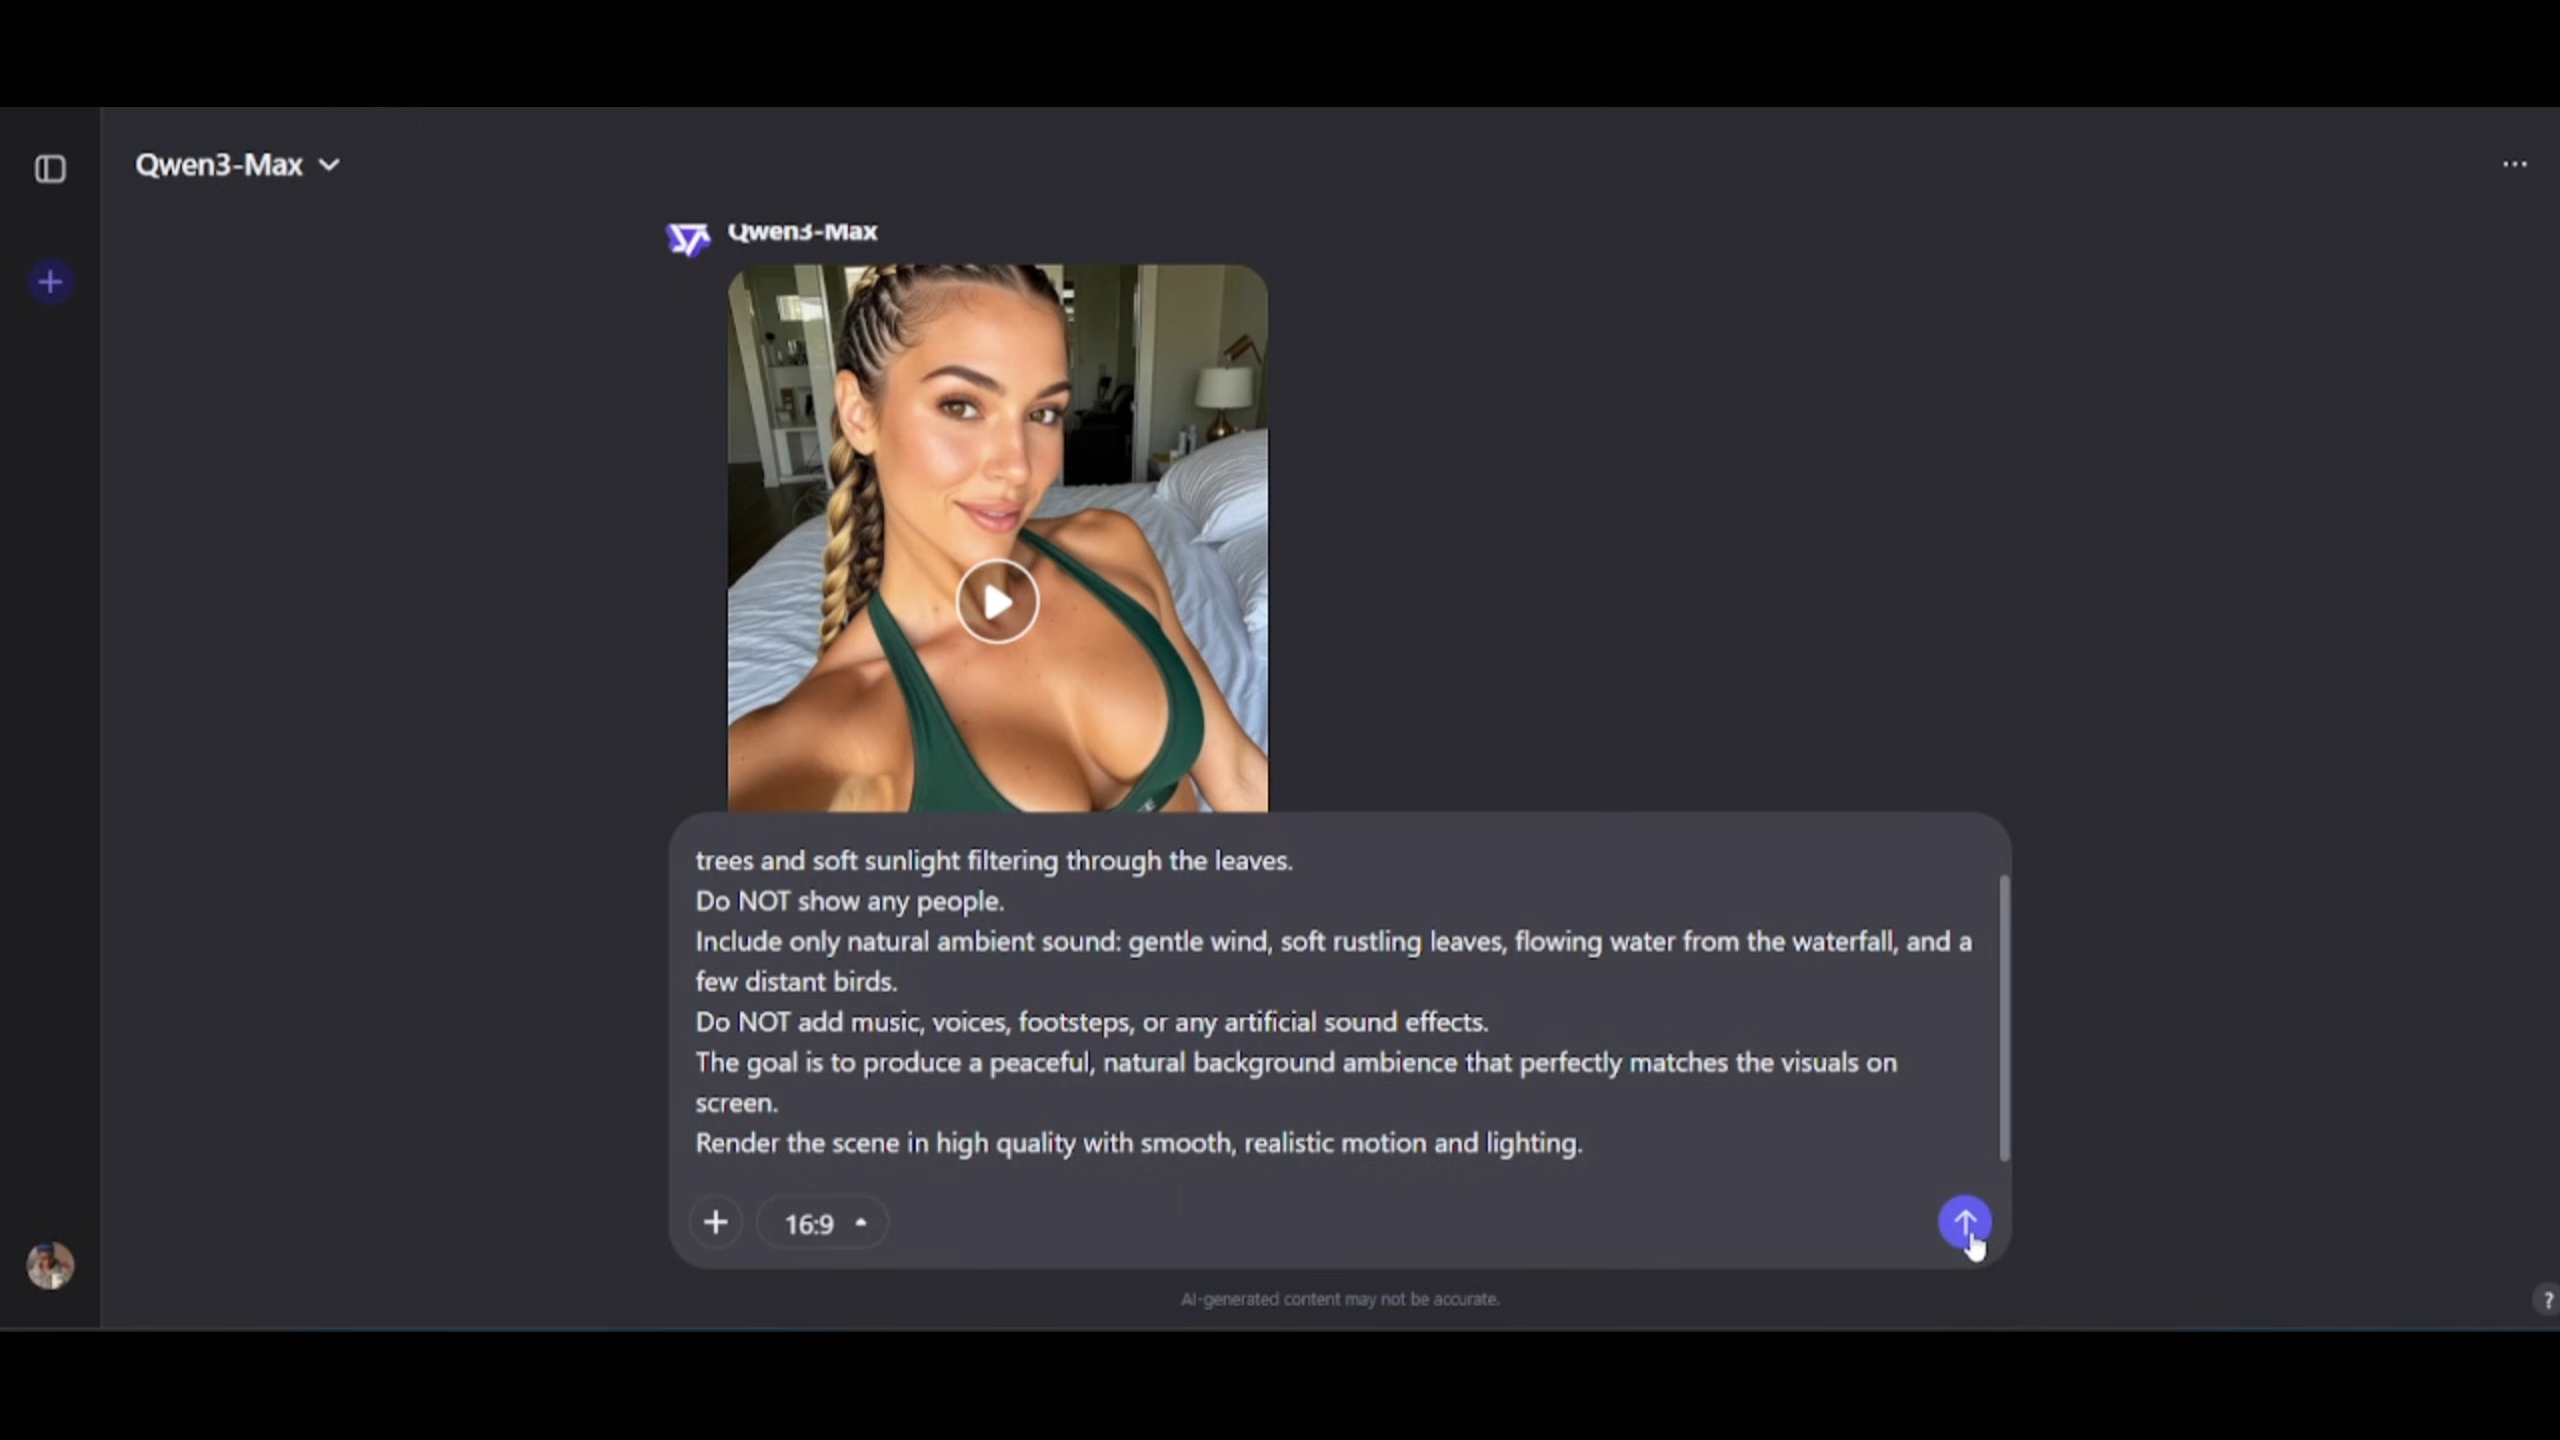 Qwen3-Max
Qwen3-Max
trees and soft sunlight filtering through the leaves.
Do NOT show any people.
Include only natural ambient sound: gentle wind, soft rustling leaves, flowing water from the waterfall, and a
few distant birds.
Do NOT add music, voices, footsteps, or any artificial sound effects.
The goal is to produce a peaceful, natural background ambience that perfectly matches the visuals on
screen.
Render the scene in high quality with smooth, realistic motion and lighting.
16:9
AI-generated content may not be accurate.
?